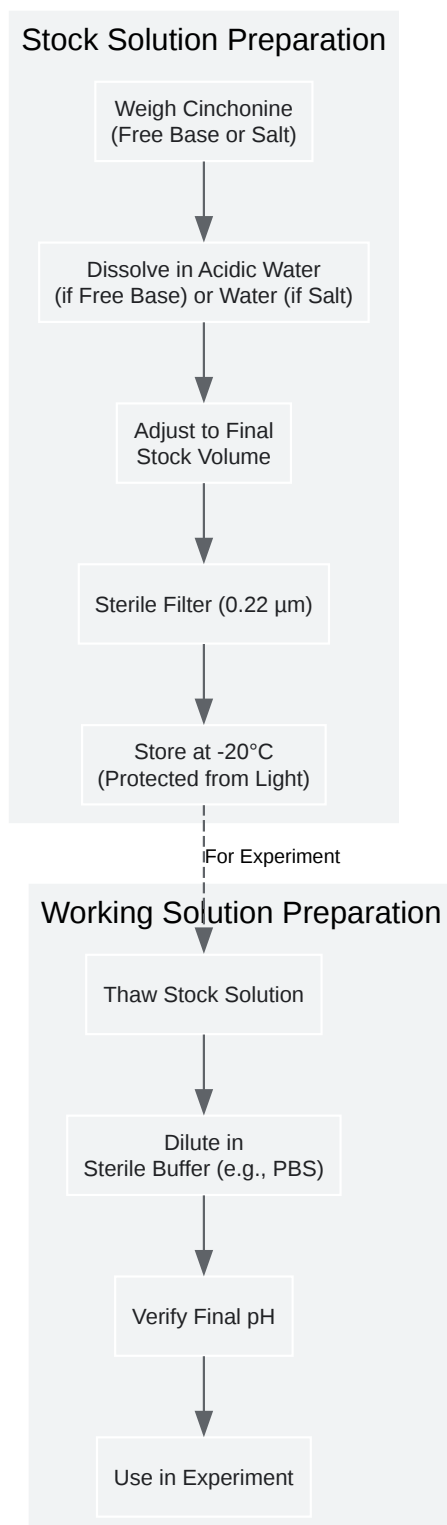 Stock Solution Preparation
Weigh Cinchonine
(Free Base or Salt)
Dissolve in Acidic Water
(if Free Base) or Water (if Salt)
Adjust to Final
Stock Volume
Sterile Filter (0.22 µm)
Store at -20°C
(Protected from Light)
For Experiment
Working Solution Preparation
Thaw Stock Solution
Dilute in
Sterile Buffer (e.g., PBS)
Verify Final pH
Use in Experiment